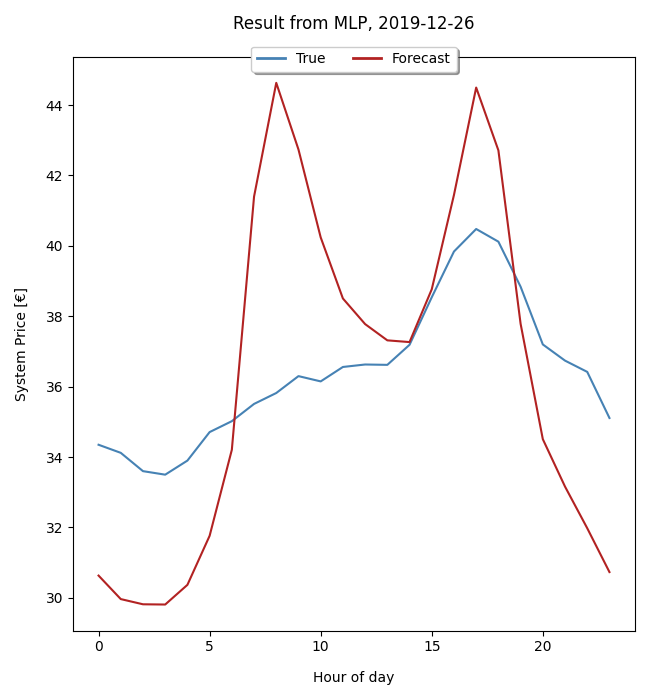 Result from MLP, 2019-12-26
True Forecast
44
42
40
38
36
34
32
30
System Price [€]
0 5 10 15 20
Hour of day